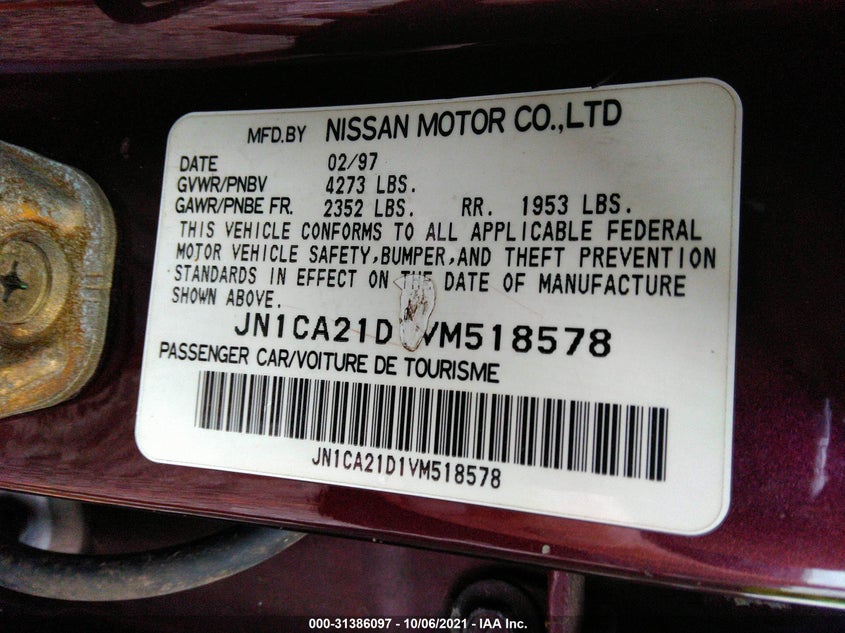 MFD.BY NISSAN MOTOR CO.,LTD
DATE 02/97
GVWR/PNBV 4273 LBS.
GAWR/PNBE FR. 2352 LBS. RR. 1953 LBS.
THIS VEHICLE CONFORMS TO ALL APPLICABLE FEDERAL
MOTOR VEHICLE SAFETY,BUMPER,AND THEFT PREVENTION
STANDARDS IN EFFECT ON THE DATE OF MANUFACTURE
SHOWN ABOVE.
JN1CA21D VM518578
PASSENGER CAR/VOITURE DE TOURISME
JN1CA21D1VM518578
000-31386097 - 10/06/2021 - IAA Inc.